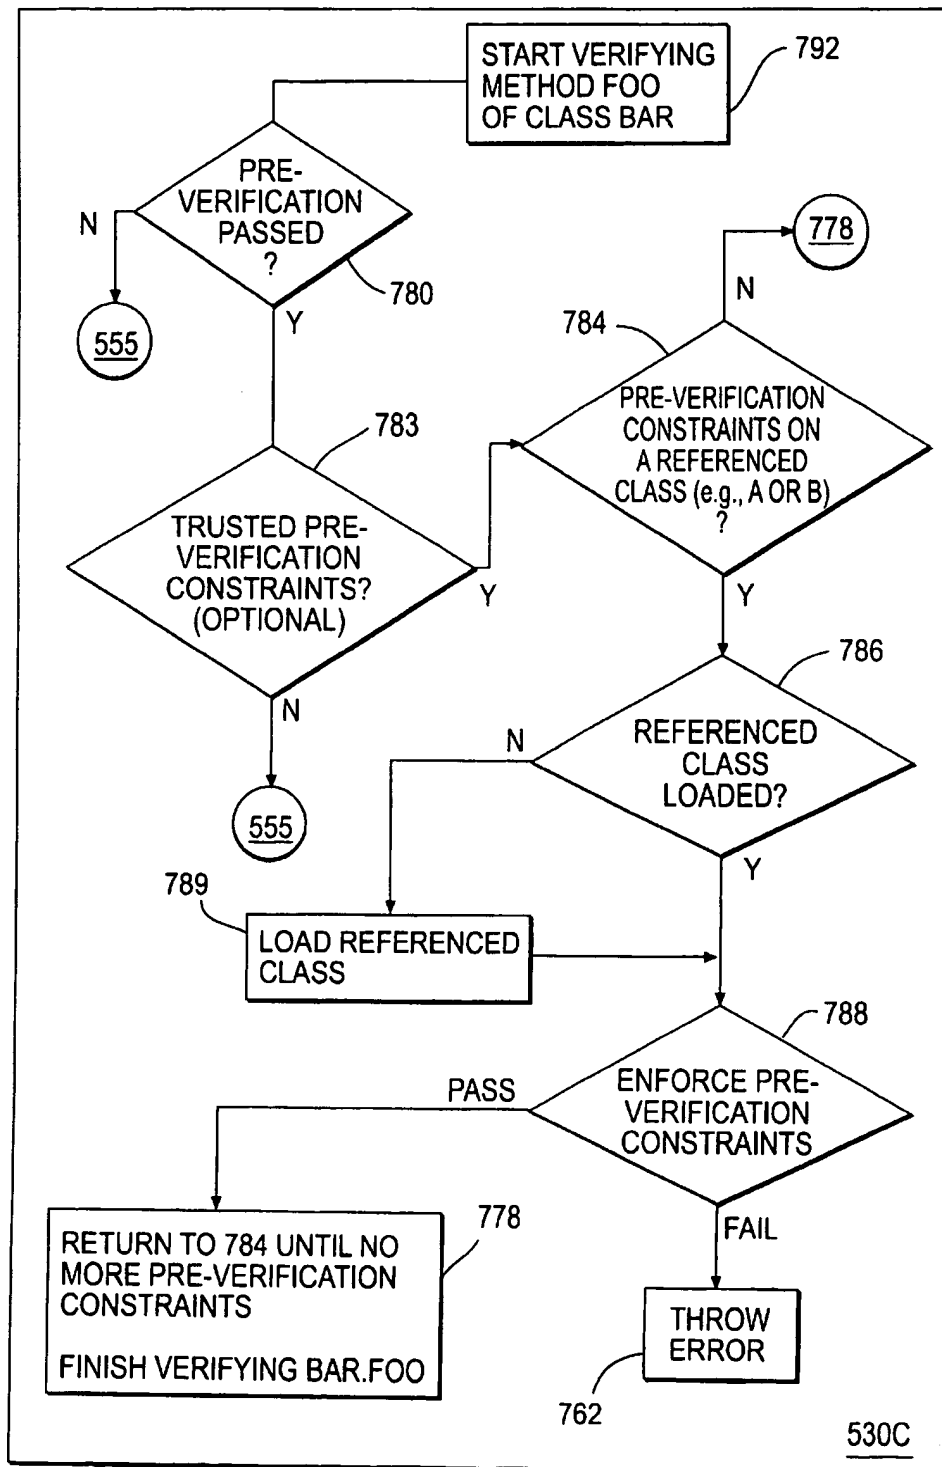 START VERIFYING
METHOD FOO
OF CLASS BAR
792
PRE-
VERIFICATION
PASSED
?
N
780
Y
555
778
N
784
PRE-VERIFICATION
CONSTRAINTS ON
A REFERENCED
CLASS (e.g., A OR B)
?
Y
783
TRUSTED PRE-
VERIFICATION
CONSTRAINTS?
(OPTIONAL)
Y
N
555
786
REFERENCED
CLASS
LOADED?
N
Y
789
LOAD REFERENCED
CLASS
788
ENFORCE PRE-
VERIFICATION
CONSTRAINTS
PASS
FAIL
778
RETURN TO 784 UNTIL NO
MORE PRE-VERIFICATION
CONSTRAINTS
FINISH VERIFYING BAR.FOO
THROW
ERROR
762
530C